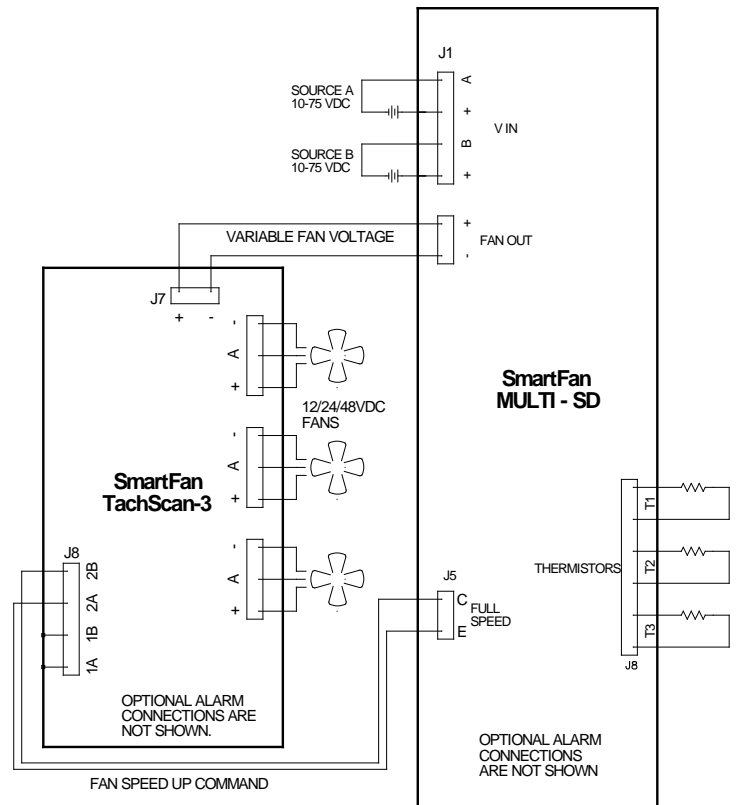 J1
SOURCE A
10-75 VDC
A
+
V IN
B
+
SOURCE B
10-75 VDC
VARIABLE FAN VOLTAGE
+
-
FAN OUT
J7
+ -
-
A
+
12/24/48VDC
FANS
-
A
+
-
A
+
SmartFan
TachScan-3
J8
2B
2A
1B
1A
OPTIONAL ALARM
CONNECTIONS ARE
NOT SHOWN.
FAN SPEED UP COMMAND
SmartFan
MULTI - SD
J5
C
E
FULL
SPEED
THERMISTORS
T1
T2
T3
J8
OPTIONAL ALARM
CONNECTIONS
ARE NOT SHOWN